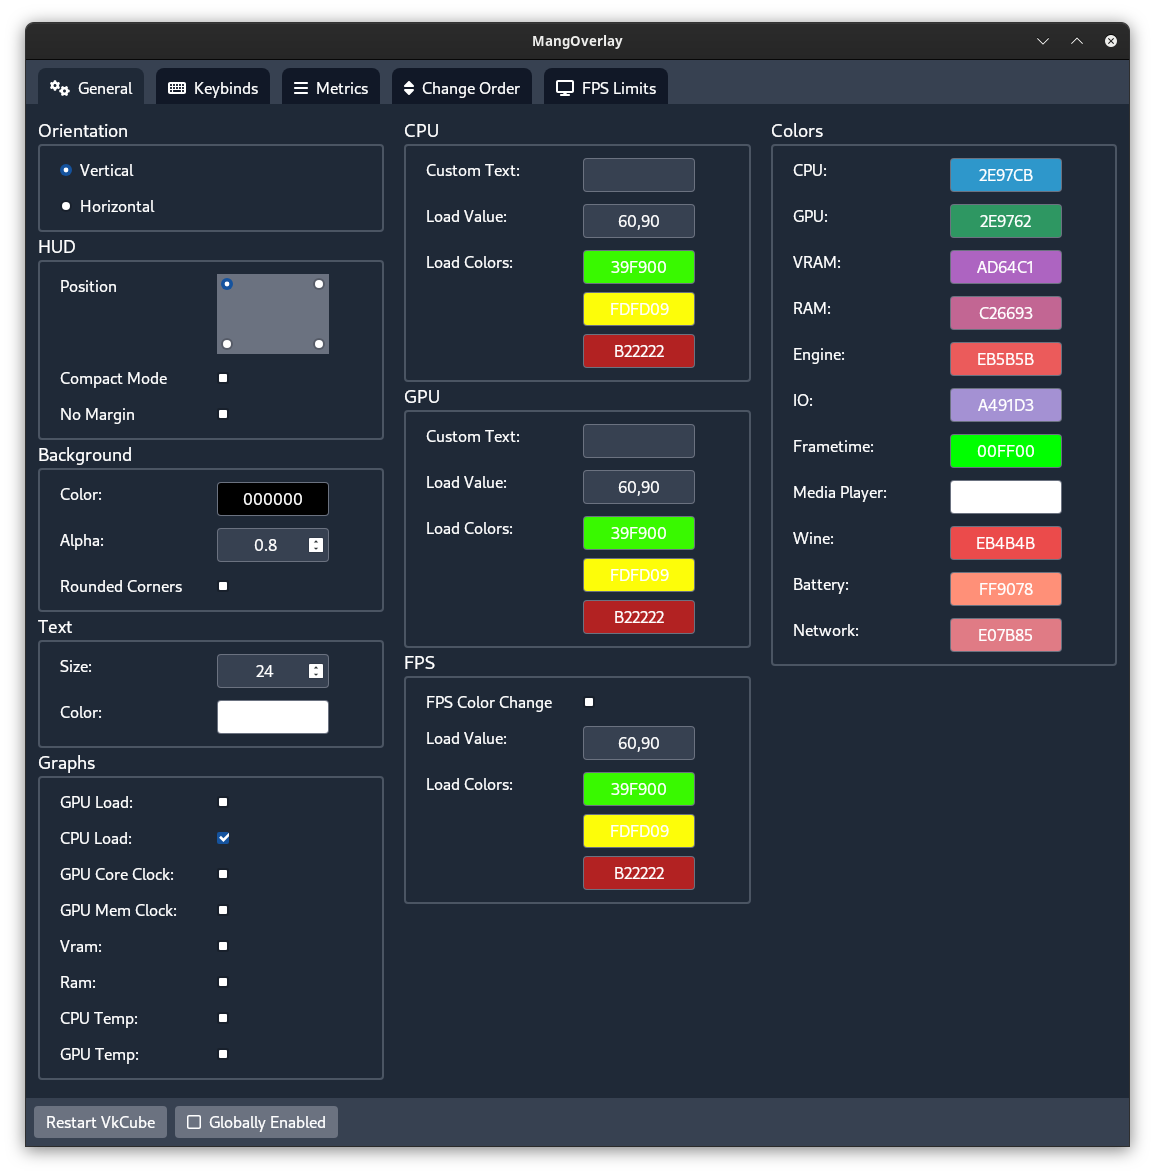 MangOverlay
General
Keybinds
Metrics
Change Order
FPS Limits
Orientation
Vertical
Horizontal
HUD
Position
Compact Mode
No Margin
Background
Color:
000000
Alpha:
0.8
Rounded Corners
Text
Size:
24
Color:
Graphs
GPU Load:
CPU Load:
GPU Core Clock:
GPU Mem Clock:
Vram:
Ram:
CPU Temp:
GPU Temp:
CPU
Custom Text:
Load Value:
60,90
Load Colors:
39F900
FDFD09
B22222
GPU
Custom Text:
Load Value:
60,90
Load Colors:
39F900
FDFD09
B22222
FPS
FPS Color Change
Load Value:
60,90
Load Colors:
39F900
FDFD09
B22222
Colors
CPU:
2E97CB
GPU:
2E9762
VRAM:
AD64C1
RAM:
C26693
Engine:
EB5B5B
IO:
A491D3
Frametime:
00FF00
Media Player:
Wine:
EB4B4B
Battery:
FF9078
Network:
E07B85
Restart VkCube
Globally Enabled